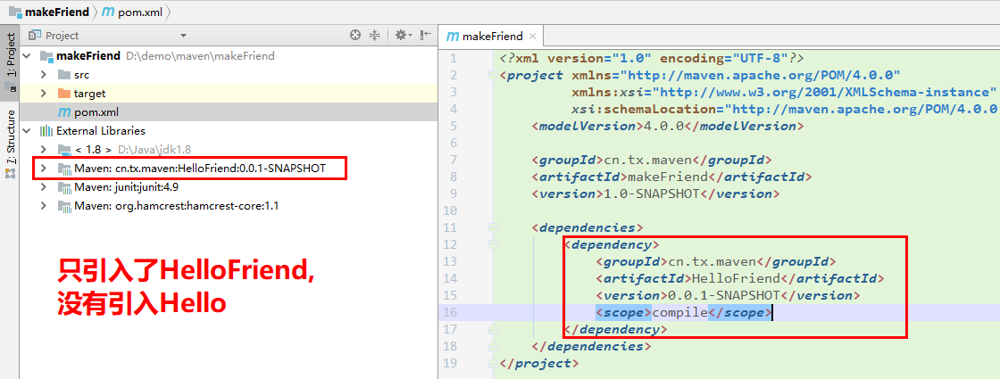 makeFriend
pom.xml
1: Project
7: Structure
Project
makeFriend D:\demo\maven\makeFriend
src
target
pom.xml
External Libraries
< 1.8 > D:\Java\jdk1.8
Maven: cn.tx.maven:HelloFriend:0.0.1-SNAPSHOT
Maven: junit:junit:4.9
Maven: org.hamcrest:hamcrest-core:1.1
只引入了HelloFriend,
没有引入Hello
makeFriend
1 <?xml version="1.0" encoding="UTF-8"?>
2 <project xmlns="http://maven.apache.org/POM/4.0.0"
3 xmlns:xsi="http://www.w3.org/2001/XMLSchema-instance"
4 xsi:schemaLocation="http://maven.apache.org/POM/4.0.0
5 <modelVersion>4.0.0</modelVersion>
6
7 <groupId>cn.tx.maven</groupId>
8 <artifactId>makeFriend</artifactId>
9 <version>1.0-SNAPSHOT</version>
10
11 <dependencies>
12 <dependency>
13 <groupId>cn.tx.maven</groupId>
14 <artifactId>HelloFriend</artifactId>
15 <version>0.0.1-SNAPSHOT</version>
16 <scope>compile</scope>
17 </dependency>
18 </dependencies>
19 </project>